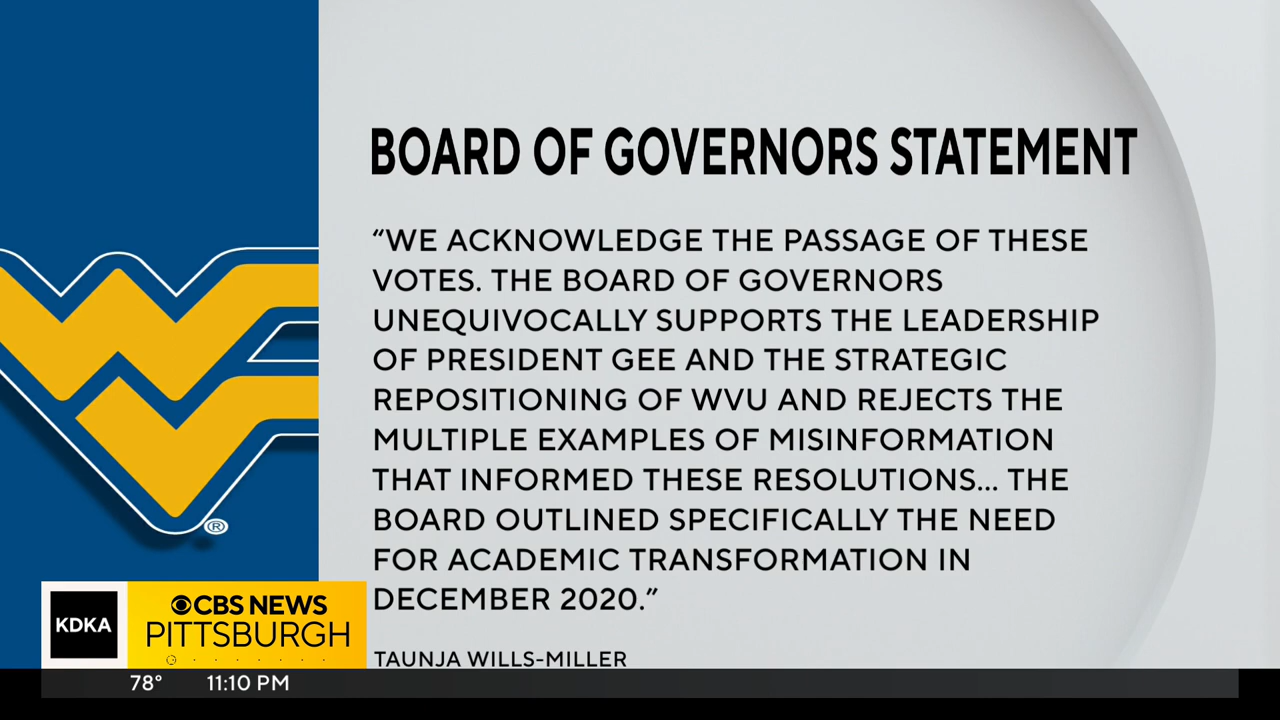 BOARD OF GOVERNORS STATEMENT
“WE ACKNOWLEDGE THE PASSAGE OF THESE
VOTES. THE BOARD OF GOVERNORS
UNEQUIVOCALLY SUPPORTS THE LEADERSHIP
OF PRESIDENT GEE AND THE STRATEGIC
REPOSITIONING OF WVU AND REJECTS THE
MULTIPLE EXAMPLES OF MISINFORMATION
THAT INFORMED THESE RESOLUTIONS... THE
BOARD OUTLINED SPECIFICALLY THE NEED
FOR ACADEMIC TRANSFORMATION IN
DECEMBER 2020.”
TAUNJA WILLS-MILLER
WV
®
KDKA
CBS NEWS
PITTSBURGH
78° 11:10 PM